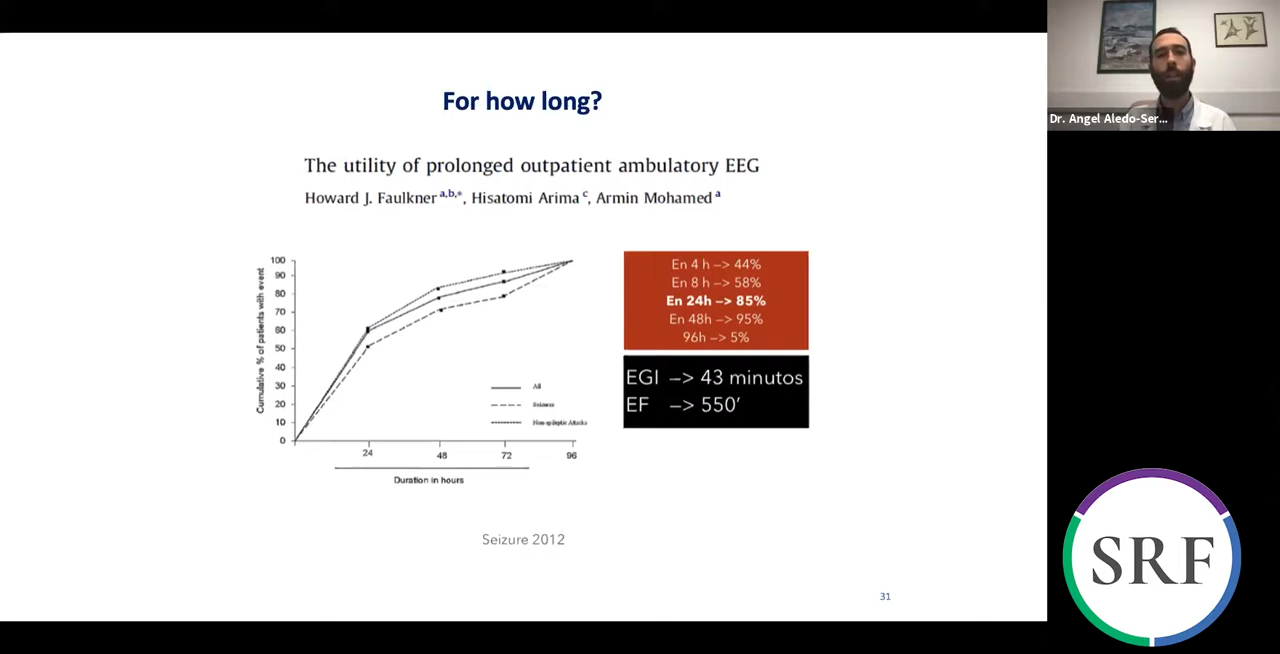 For how long?
The utility of prolonged outpatient ambulatory EEG
Howard J. Faulkner a,b,*, Hisatomi Arima c, Armin Mohamed a
Cumulative % of patients with event
100
90
80
70
60
50
40
30
20
10
0
24
48
72
96
Duration in hours
All
Seizures
Non-epileptic Attacks
En 4 h –> 44%
En 8 h –> 58%
En 24h –> 85%
En 48h –> 95%
96h –> 5%
EGI –> 43 minutos
EF –> 550’
Seizure 2012
31
Dr. Angel Aledo-Ser...
SRF